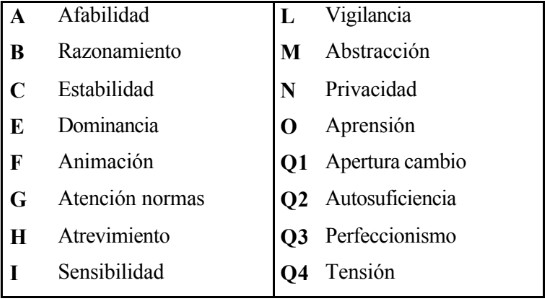 A Afabilidad
B Razonamiento
C Estabilidad
E Dominancia
F Animación
G Atención normas
H Atrevimiento
I Sensibilidad
L Vigilancia
M Abstracción
N Privacidad
O Aprensión
Q1 Apertura cambio
Q2 Autosuficiencia
Q3 Perfeccionismo
Q4 Tensión